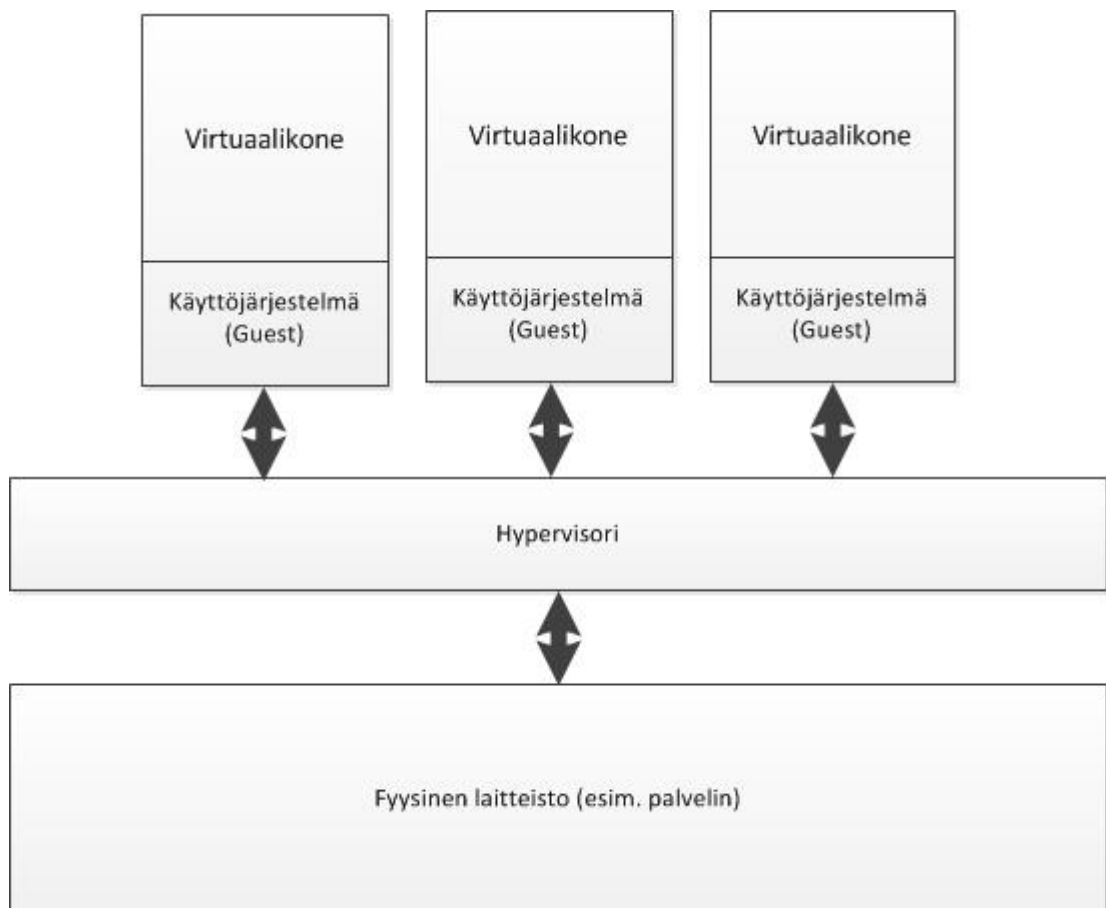 Virtuaalikone
Virtuaalikone
Virtuaalikone
Käyttöjärjestelmä
(Guest)
Käyttöjärjestelmä
(Guest)
Käyttöjärjestelmä
(Guest)
Hypervisori
Fyysinen laitteisto (esim. palvelin)